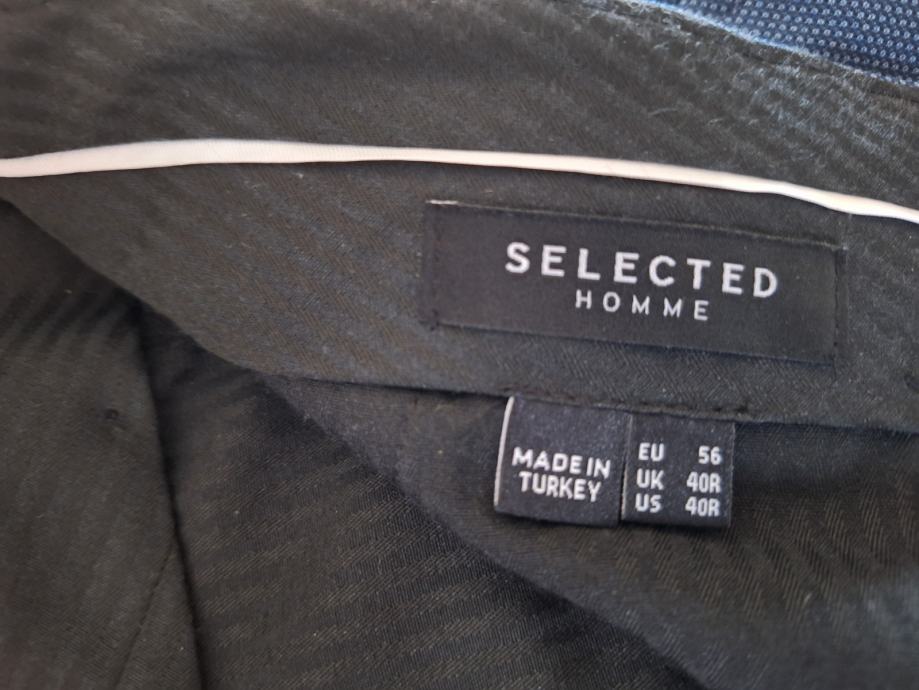 SELECTED
HOMME
MADE IN
TURKEY
EU 56
UK 40R
US 40R